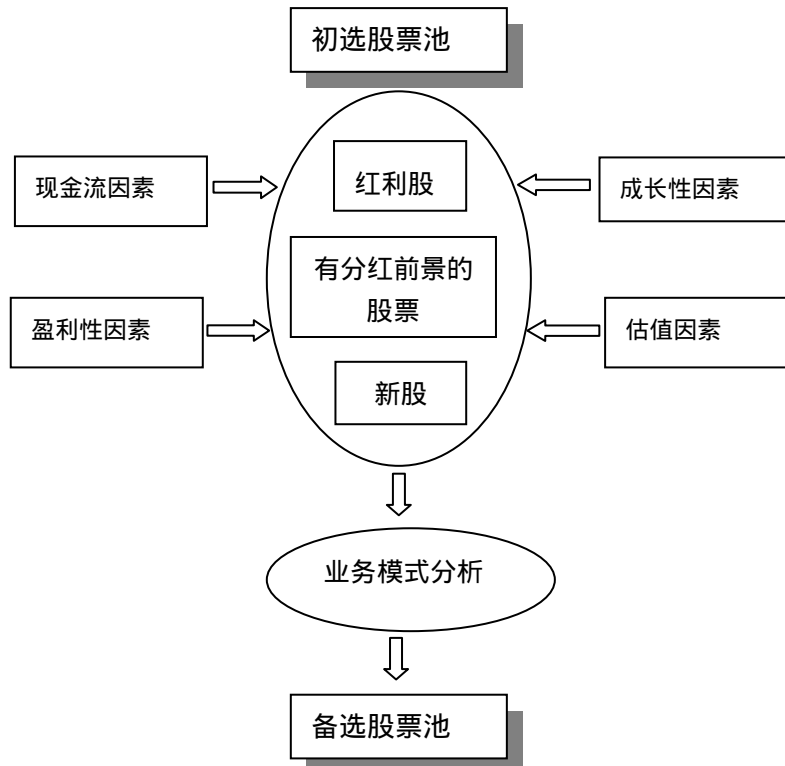 初选股票池
红利股
现金流因素
成长性因素
有分红前景的
股票
盈利性因素
估值因素
新股
业务模式分析
备选股票池